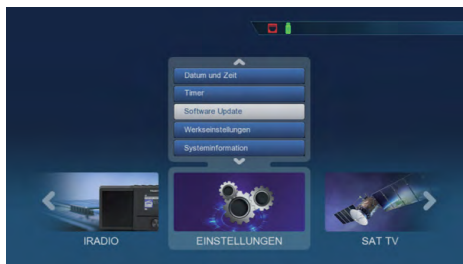 Datum und Zeit
Timer
Software Update
Werkseinstellungen
Systeminformation
IRADIO
EINSTELLUNGEN
SAT TV